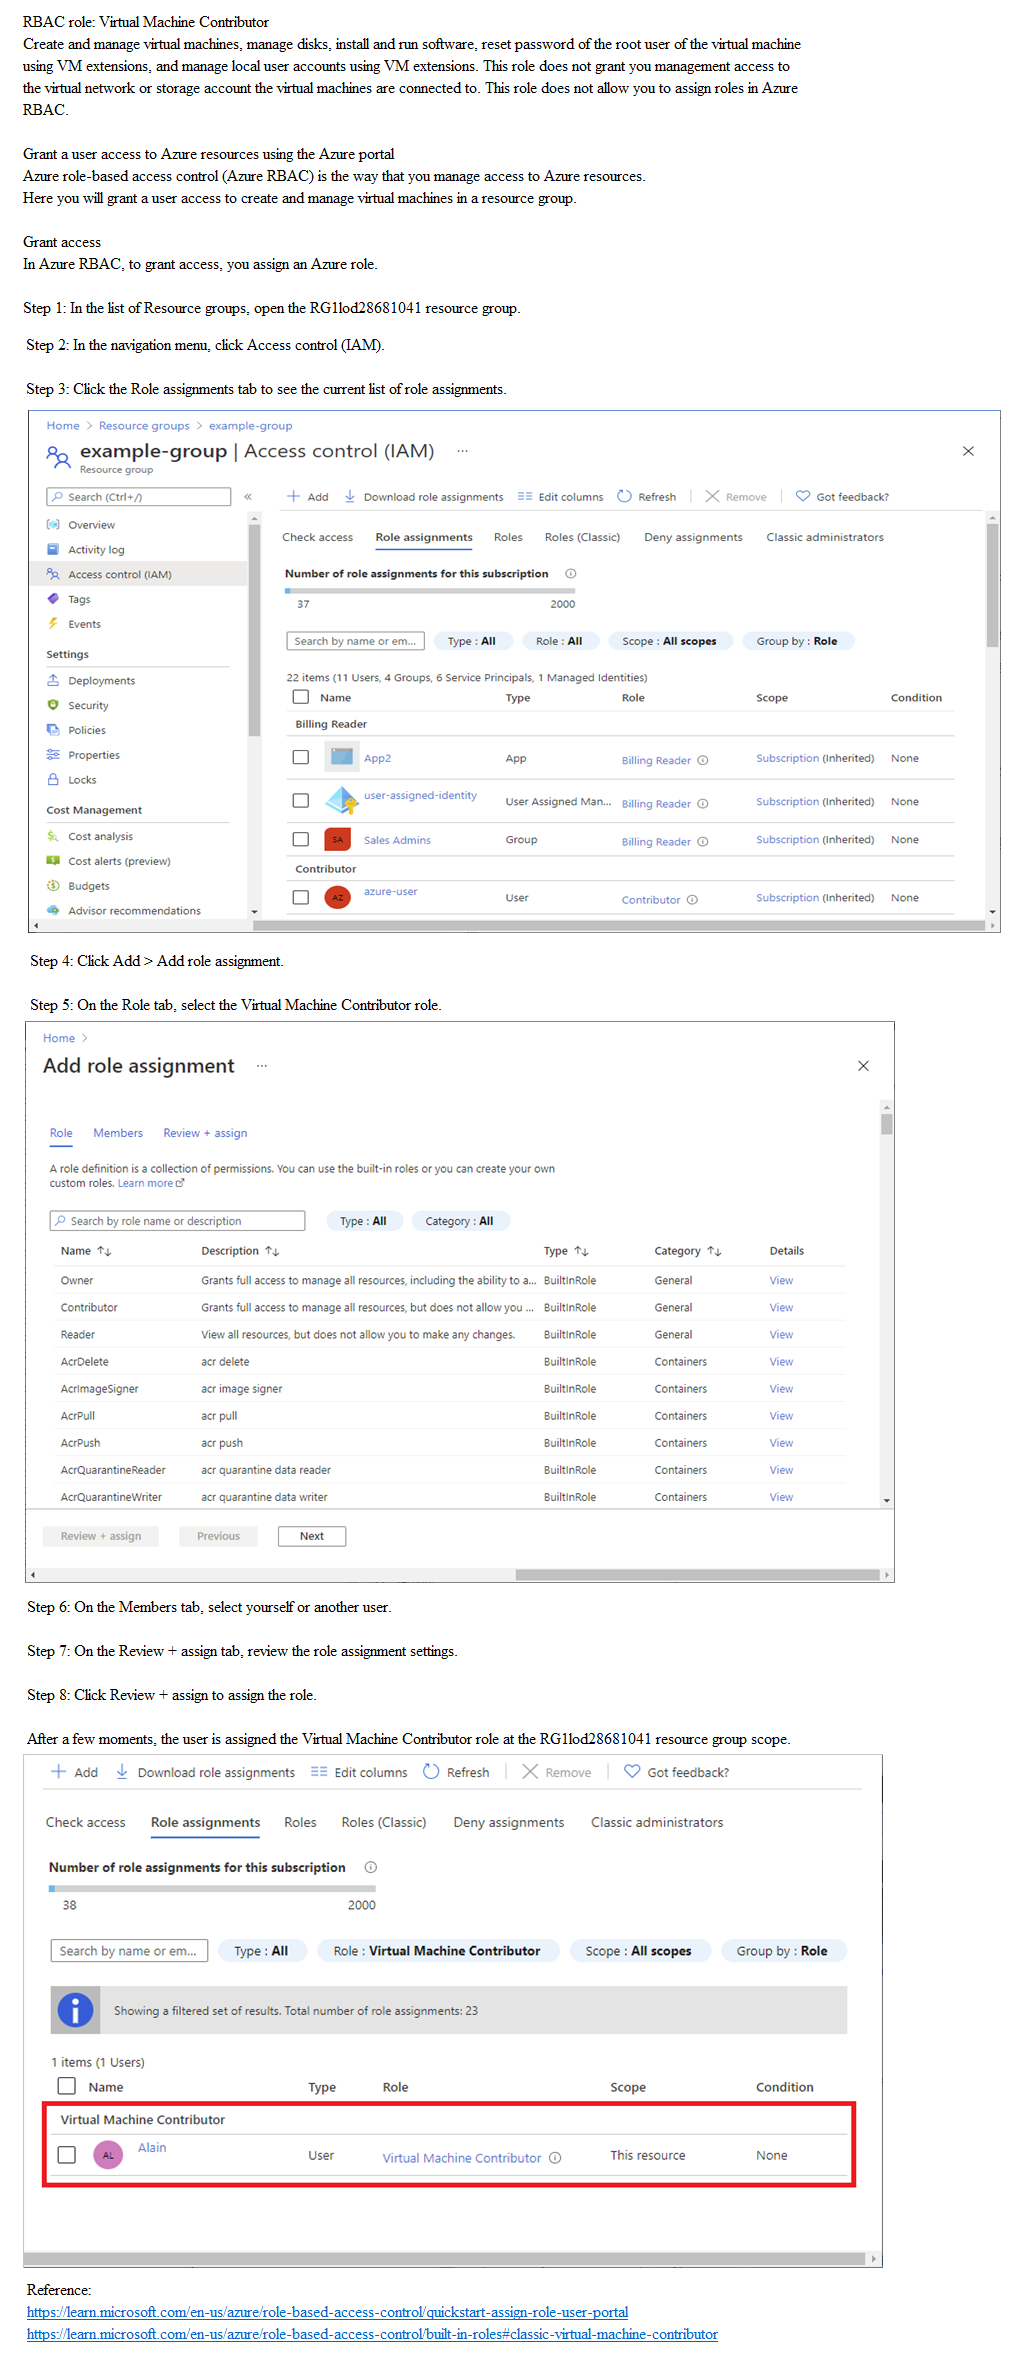 RBAC role: Virtual Machine Contributor
Create and manage virtual machines, manage disks, install and run software, reset password of the root user of the virtual machine
using VM extensions, and manage local user accounts using VM extensions. This role does not grant you management access to
the virtual network or storage account the virtual machines are connected to. This role does not allow you to assign roles in Azure
RBAC.
Grant a user access to Azure resources using the Azure portal
Azure role-based access control (Azure RBAC) is the way that you manage access to Azure resources.
Here you will grant a user access to create and manage virtual machines in a resource group.
Grant access
In Azure RBAC, to grant access, you assign an Azure role.
Step 1: In the list of Resource groups, open the RG1lod28681041 resource group.
Step 2: In the navigation menu, click Access control (IAM).
Step 3: Click the Role assignments tab to see the current list of role assignments.
Home > Resource groups > example-group
example-group | Access control (IAM) ...
Resource group
Search (Ctrl+/) «
Overview
Activity log
Access control (IAM)
Tags
Events
Settings
Deployments
Security
Policies
Properties
Locks
Cost Management
Cost analysis
Cost alerts (preview)
Budgets
Advisor recommendations
Add Download role assignments Edit columns Refresh Remove Got feedback?
Check access Role assignments Roles Roles (Classic) Deny assignments Classic administrators
Number of role assignments for this subscription
37 2000
Search by name or em... Type : All Role : All Scope : All scopes Group by : Role
22 items (11 Users, 4 Groups, 6 Service Principals, 1 Managed Identities)
Name Type Role Scope Condition
Billing Reader
App2 App Billing Reader Subscription (Inherited) None
user-assigned-identity User Assigned Man... Billing Reader Subscription (Inherited) None
SA Sales Admins Group Billing Reader Subscription (Inherited) None
Contributor
AZ azure-user User Contributor Subscription (Inherited) None
Step 4: Click Add > Add role assignment.
Step 5: On the Role tab, select the Virtual Machine Contributor role.
Home >
Add role assignment ...
Role Members Review + assign
A role definition is a collection of permissions. You can use the built-in roles or you can create your own
custom roles. Learn more
Search by role name or description Type : All Category : All
Name ↑↓ Description ↑↓ Type ↑↓ Category ↑↓ Details
Owner Grants full access to manage all resources, including the ability to a... BuiltInRole General View
Contributor Grants full access to manage all resources, but does not allow you ... BuiltInRole General View
Reader View all resources, but does not allow you to make any changes. BuiltInRole General View
AcrDelete acr delete BuiltInRole Containers View
AcrImageSigner acr image signer BuiltInRole Containers View
AcrPull acr pull BuiltInRole Containers View
AcrPush acr push BuiltInRole Containers View
AcrQuarantineReader acr quarantine data reader BuiltInRole Containers View
AcrQuarantineWriter acr quarantine data writer BuiltInRole Containers View
Review + assign Previous Next
Step 6: On the Members tab, select yourself or another user.
Step 7: On the Review + assign tab, review the role assignment settings.
Step 8: Click Review + assign to assign the role.
After a few moments, the user is assigned the Virtual Machine Contributor role at the RG1lod28681041 resource group scope.
Add Download role assignments Edit columns Refresh Remove Got feedback?
Check access Role assignments Roles Roles (Classic) Deny assignments Classic administrators
Number of role assignments for this subscription
38 2000
Search by name or em... Type : All Role : Virtual Machine Contributor Scope : All scopes Group by : Role
Showing a filtered set of results. Total number of role assignments: 23
1 items (1 Users)
Name Type Role Scope Condition
Virtual Machine Contributor
AL Alain User Virtual Machine Contributor This resource None
Reference:
https://learn.microsoft.com/en-us/azure/role-based-access-control/quickstart-assign-role-user-portal
https://learn.microsoft.com/en-us/azure/role-based-access-control/built-in-roles#classic-virtual-machine-contributor